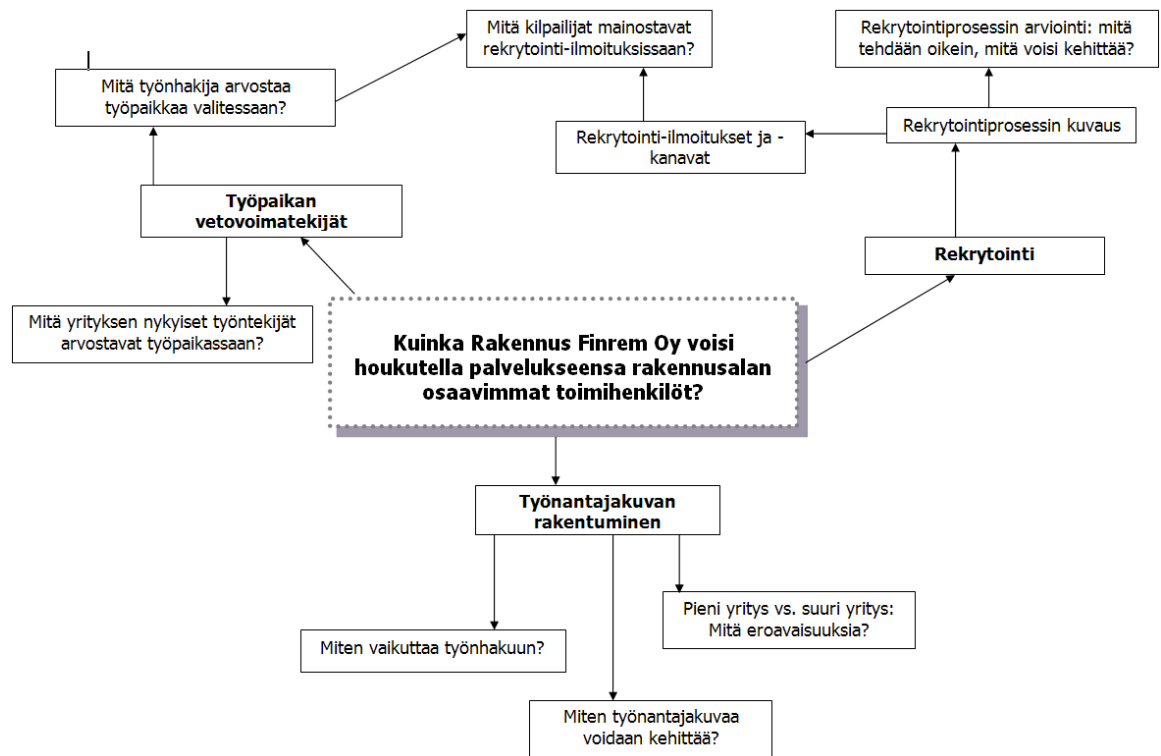 Mitä kilpailijat mainostavat
rekrytointi-ilmoituksissaan?
Rekrytointiprosessin arviointi: mitä
tehdään oikein, mitä voisi kehittää?
Mitä työnhakija arvostaa
työpaikkaa valitessaan?
Rekrytointi-ilmoitukset ja -
kanavat
Rekrytointiprosessin kuvaus
Työpaikan
vetovoimatekijät
Rekrytointi
Mitä yrityksen nykyiset työntekijät
arvostavat työpaikassaan?
Kuinka Rakennus Finrem Oy voisi
houkutella palvelukseensa rakennusalan
osaavimmat toimihenkilöt?
Työnantajakuvan
rakentuminen
Pieni yritys vs. suuri yritys:
Mitä eroavaisuuksia?
Miten vaikuttaa työnhakuun?
Miten työnantajakuvaa
voidaan kehittää?